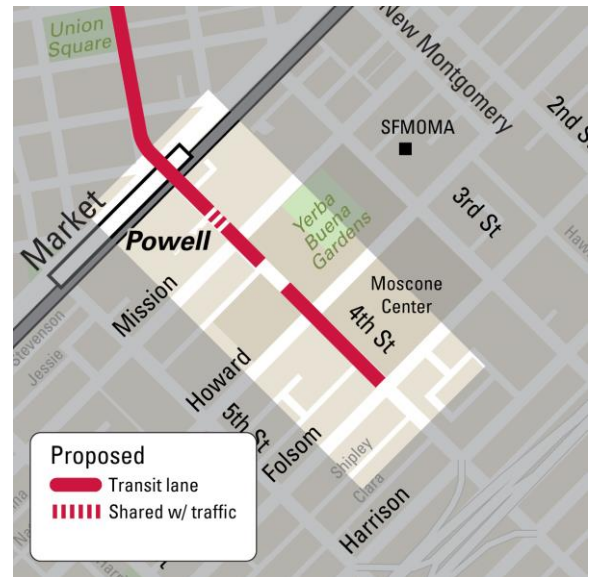 Union
Square
New Montgomery
2nd St
SFMOMA
3rd St
Market
Powell
Yerba
Buena
Gardens
Moscone
Center
4th St
Mission
Stevenson
Jessie
Howard
5th St
Folsom
Shipley
Clara
Harrison
Proposed
Transit lane
Shared w/ traffic